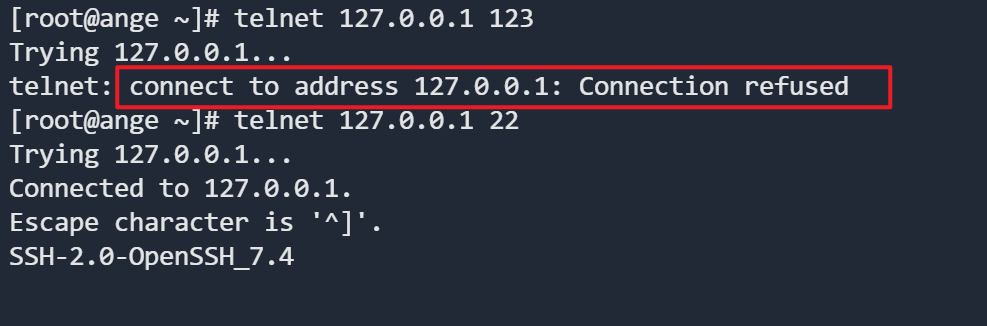 [root@ange ~]# telnet 127.0.0.1 123
Trying 127.0.0.1...
telnet: connect to address 127.0.0.1: Connection refused
[root@ange ~]# telnet 127.0.0.1 22
Trying 127.0.0.1...
Connected to 127.0.0.1.
Escape character is '^]'.
SSH-2.0-OpenSSH_7.4